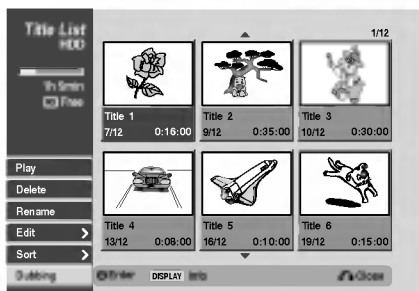 Title List
HDD
1h 5min
Free
Play
Delete
Rename
Edit
Sort
Dubbing
1/12
Title 1
7/12 0:16:00
Title 2
9/12 0:35:00
Title 3
10/12 0:30:00
Title 4
13/12 0:08:00
Title 5
16/12 0:10:00
Title 6
19/12 0:15:00
Enter DISPLAY Info
Close